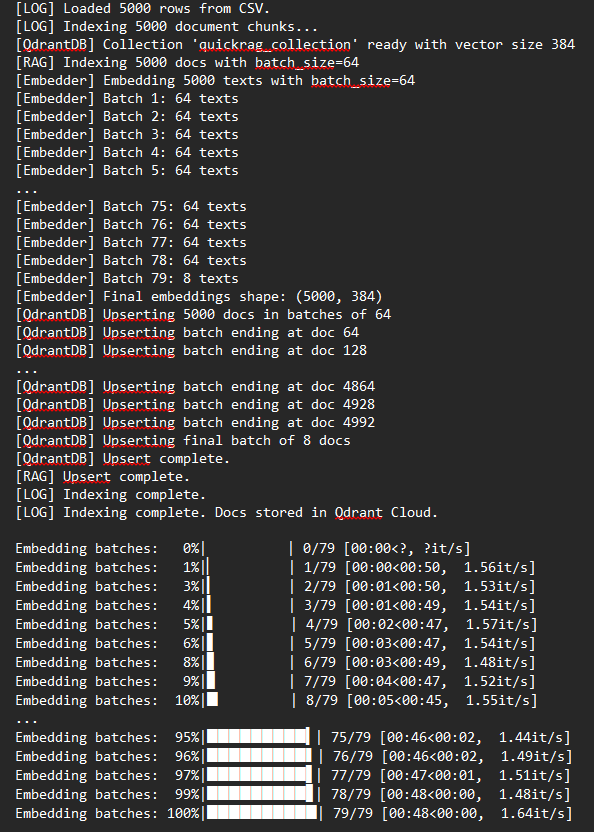 [LOG] Loaded 5000 rows from CSV.
[LOG] Indexing 5000 document chunks...
[QdrantDB] Collection 'quickrag_collection' ready with vector size 384
[RAG] Indexing 5000 docs with batch_size=64
[Embedder] Embedding 5000 texts with batch_size=64
[Embedder] Batch 1: 64 texts
[Embedder] Batch 2: 64 texts
[Embedder] Batch 3: 64 texts
[Embedder] Batch 4: 64 texts
[Embedder] Batch 5: 64 texts
...
[Embedder] Batch 75: 64 texts
[Embedder] Batch 76: 64 texts
[Embedder] Batch 77: 64 texts
[Embedder] Batch 78: 64 texts
[Embedder] Batch 79: 8 texts
[Embedder] Final embeddings shape: (5000, 384)
[QdrantDB] Upserting 5000 docs in batches of 64
[QdrantDB] Upserting batch ending at doc 64
[QdrantDB] Upserting batch ending at doc 128
...
[QdrantDB] Upserting batch ending at doc 4864
[QdrantDB] Upserting batch ending at doc 4928
[QdrantDB] Upserting batch ending at doc 4992
[QdrantDB] Upserting final batch of 8 docs
[QdrantDB] Upsert complete.
[RAG] Upsert complete.
[LOG] Indexing complete.
[LOG] Indexing complete. Docs stored in Qdrant Cloud.
Embedding batches:   0%|          | 0/79 [00:00<?, ?it/s]
Embedding batches:   1%|▏         | 1/79 [00:00<00:50,  1.56it/s]
Embedding batches:   3%|▎         | 2/79 [00:01<00:50,  1.53it/s]
Embedding batches:   4%|▍         | 3/79 [00:01<00:49,  1.54it/s]
Embedding batches:   5%|▌         | 4/79 [00:02<00:47,  1.57it/s]
Embedding batches:   6%|▋         | 5/79 [00:03<00:47,  1.54it/s]
Embedding batches:   8%|▊         | 6/79 [00:03<00:49,  1.48it/s]
Embedding batches:   9%|▉         | 7/79 [00:04<00:47,  1.52it/s]
Embedding batches:  10%|█         | 8/79 [00:05<00:45,  1.55it/s]
...
Embedding batches:  95%|█████████▍| 75/79 [00:46<00:02,  1.44it/s]
Embedding batches:  96%|█████████▌| 76/79 [00:46<00:02,  1.49it/s]
Embedding batches:  97%|█████████▋| 77/79 [00:47<00:01,  1.51it/s]
Embedding batches:  99%|█████████▊| 78/79 [00:48<00:00,  1.48it/s]
Embedding batches: 100%|██████████| 79/79 [00:48<00:00,  1.64it/s]